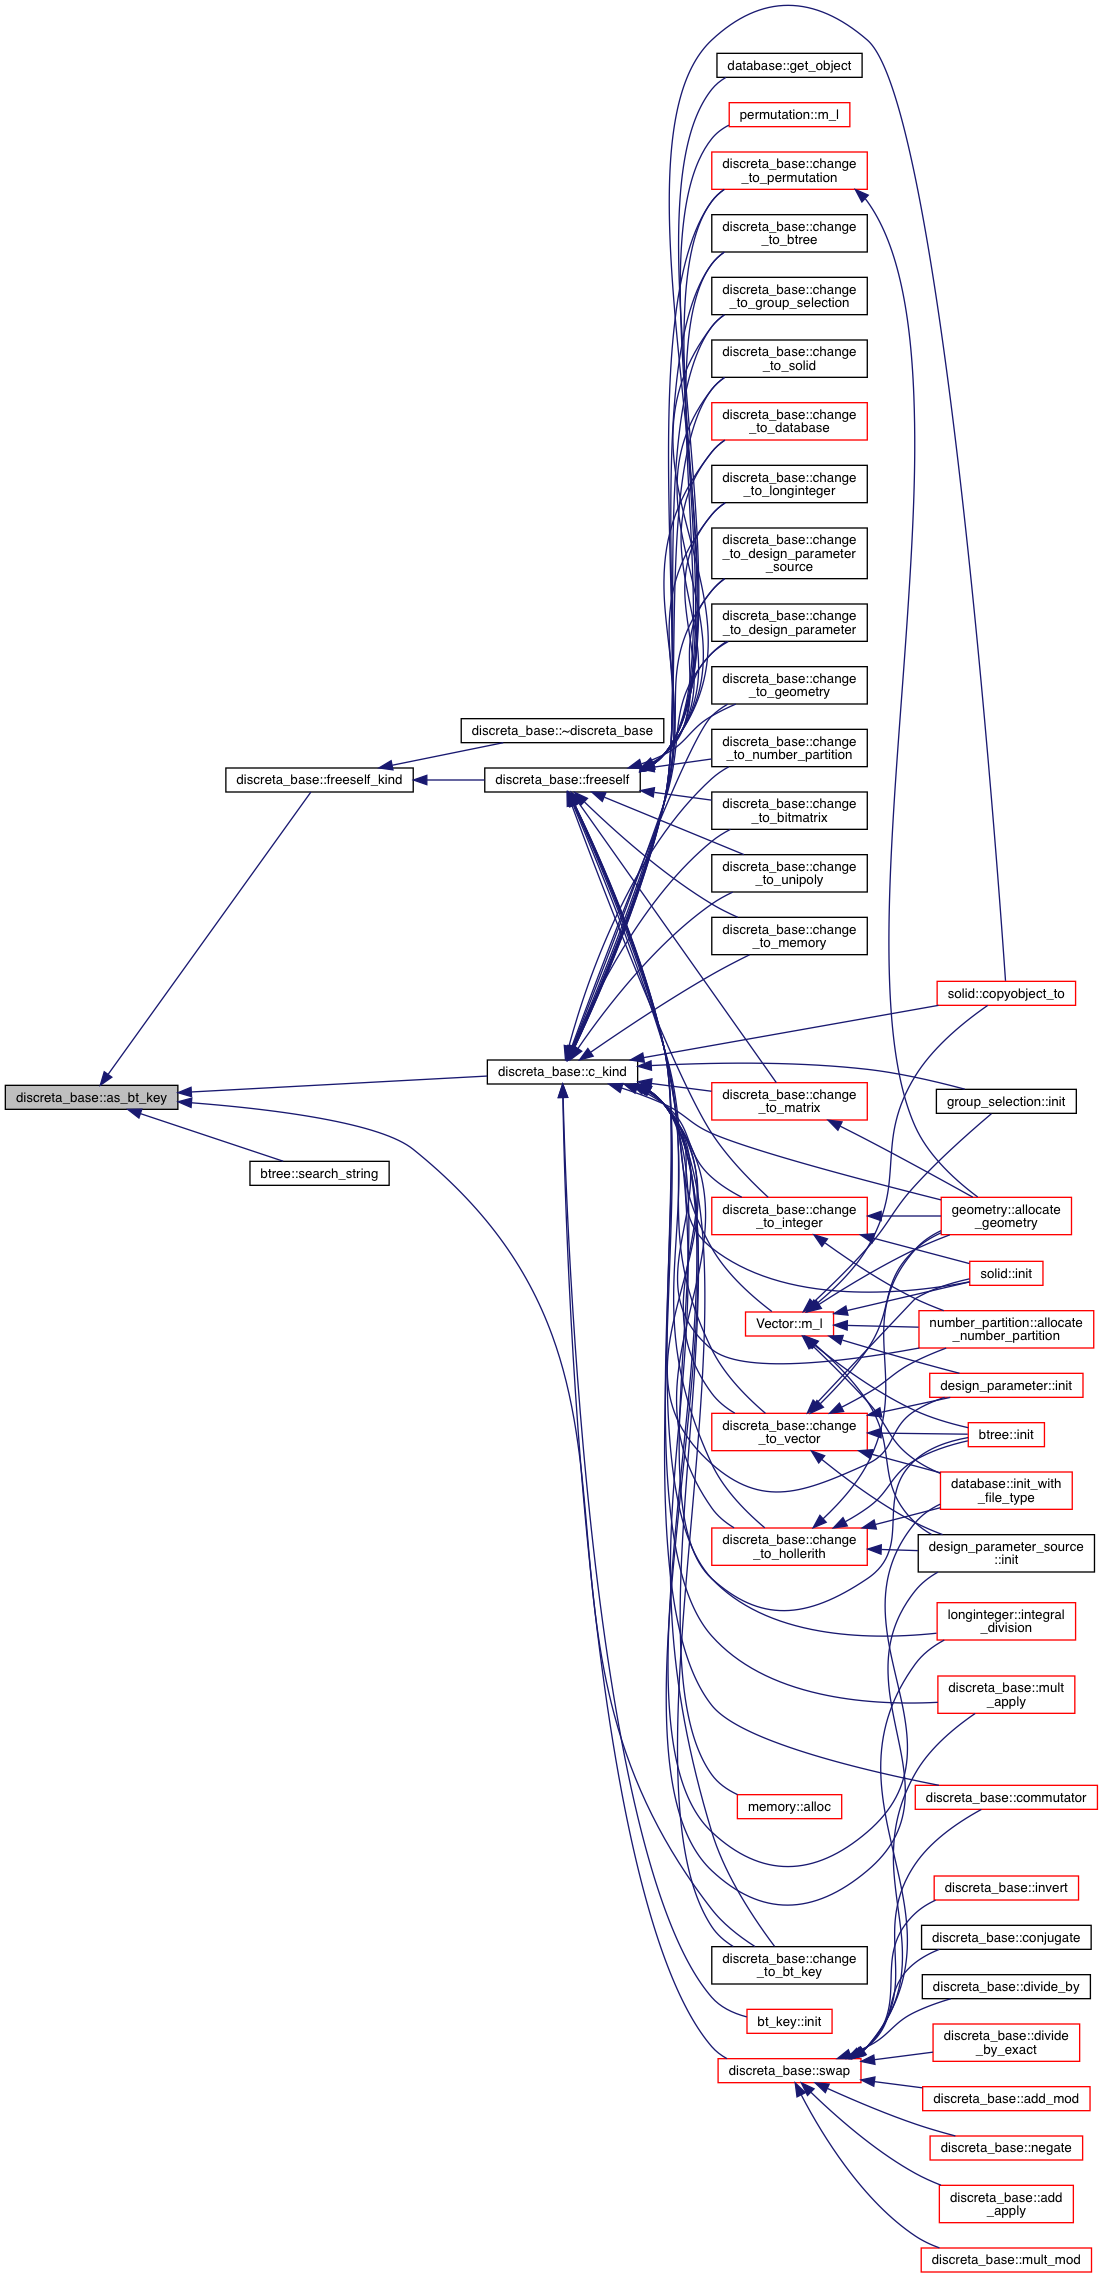 database::get_object
permutation::m_l
discreta_base::change
_to_permutation
discreta_base::change
_to_btree
discreta_base::change
_to_group_selection
discreta_base::change
_to_solid
discreta_base::change
_to_database
discreta_base::change
_to_longinteger
discreta_base::change
_to_design_parameter
_source
discreta_base::change
_to_design_parameter
discreta_base::change
_to_geometry
discreta_base::~discreta_base
discreta_base::change
_to_number_partition
discreta_base::freeself_kind
discreta_base::freeself
discreta_base::change
_to_bitmatrix
discreta_base::change
_to_unipoly
discreta_base::change
_to_memory
solid::copyobject_to
discreta_base::c_kind
discreta_base::as_bt_key
discreta_base::change
_to_matrix
group_selection::init
btree::search_string
discreta_base::change
_to_integer
geometry::allocate
_geometry
solid::init
Vector::m_l
number_partition::allocate
_number_partition
design_parameter::init
discreta_base::change
_to_vector
btree::init
database::init_with
_file_type
discreta_base::change
_to_hollerith
design_parameter_source
::init
longinteger::integral
_division
discreta_base::mult
_apply
memory::alloc
discreta_base::commutator
discreta_base::invert
discreta_base::conjugate
discreta_base::change
_to_bt_key
discreta_base::divide_by
bt_key::init
discreta_base::divide
_by_exact
discreta_base::swap
discreta_base::add_mod
discreta_base::negate
discreta_base::add
_apply
discreta_base::mult_mod